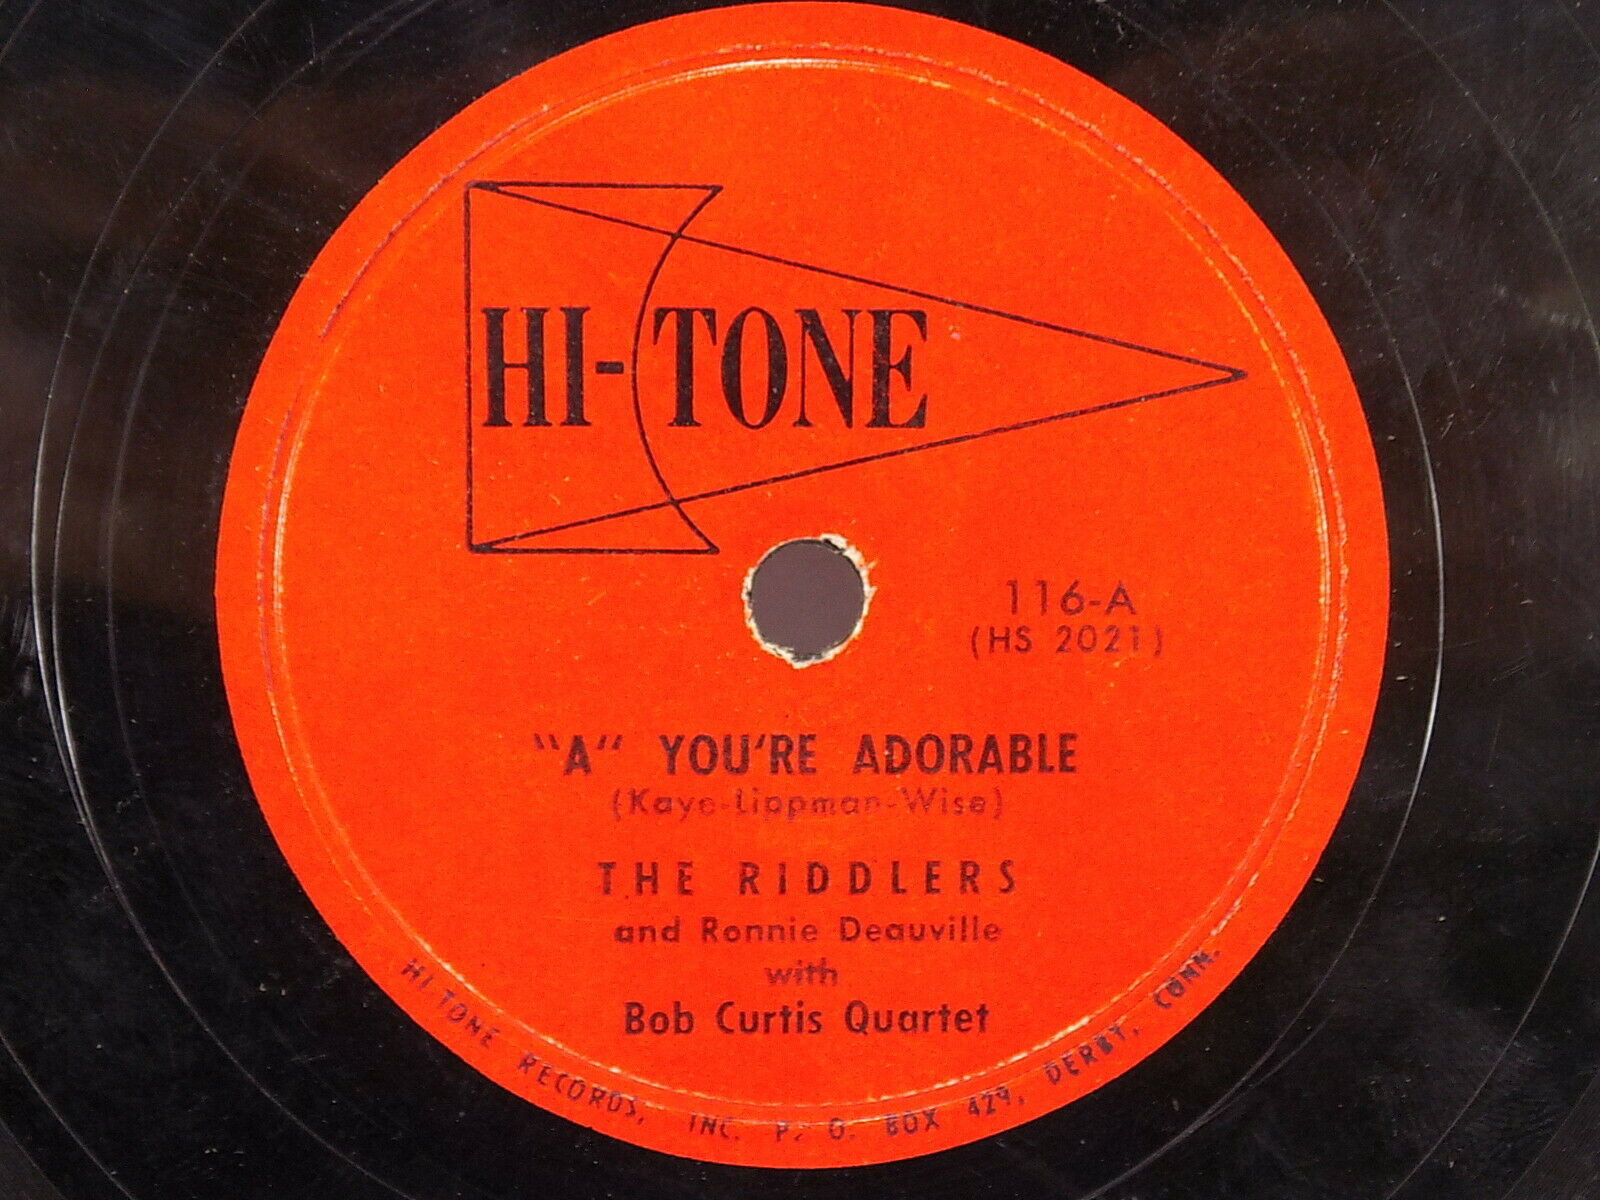 HI-TONE
116-A
(HS 2021)
"A" YOU'RE ADORABLE
(Kaye-Lippman-Wise)
THE RIDDLERS
and Ronnie Deauville
with
Bob Curtis Quartet
HI-TONE RECORDS, INC. P. O. BOX 429, DERBY, CONN.